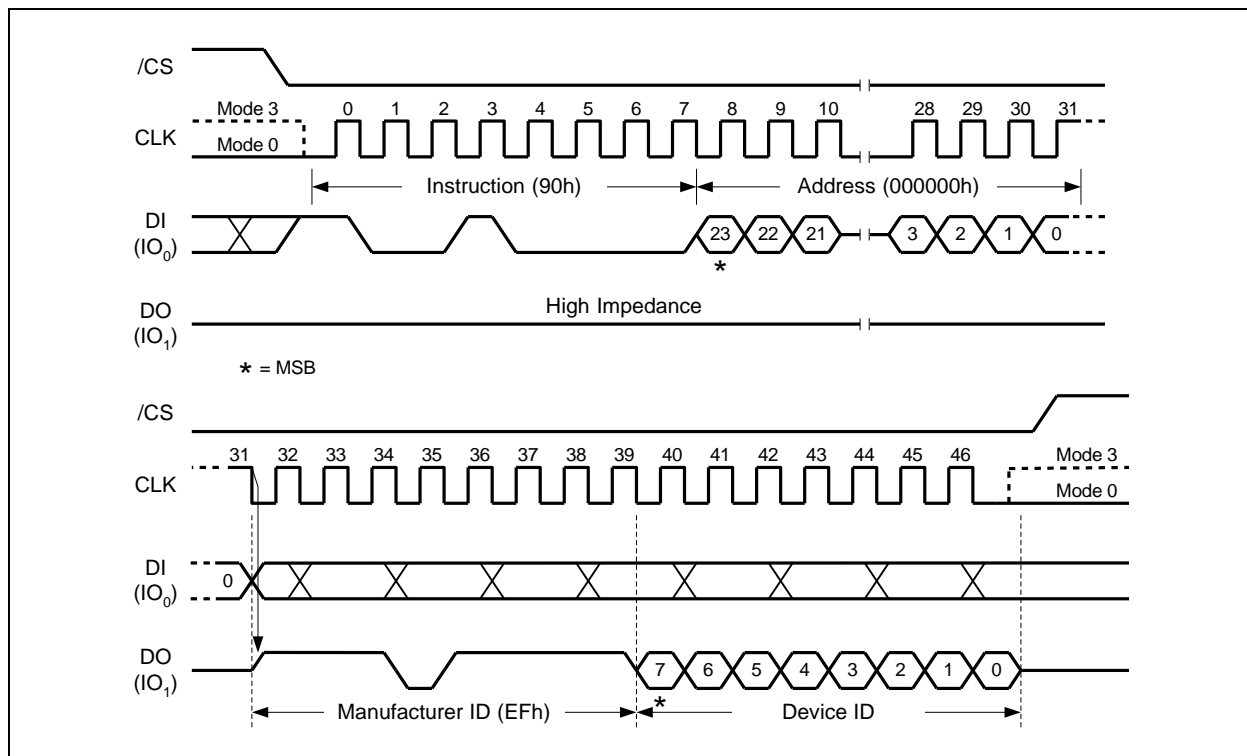 /CS
Mode 3
0 1 2 3 4 5 6 7 8 9 10 28 29 30 31
CLK
Mode 0
Instruction (90h) Address (000000h)
DI
(IO0)
23 22 21 3 2 1 0
*
DO
(IO1)
High Impedance
* = MSB
/CS
31 32 33 34 35 36 37 38 39 40 41 42 43 44 45 46
Mode 3
CLK
Mode 0
DI
(IO0)
0
DO
(IO1)
7 6 5 4 3 2 1 0
*
Manufacturer ID (EFh) Device ID